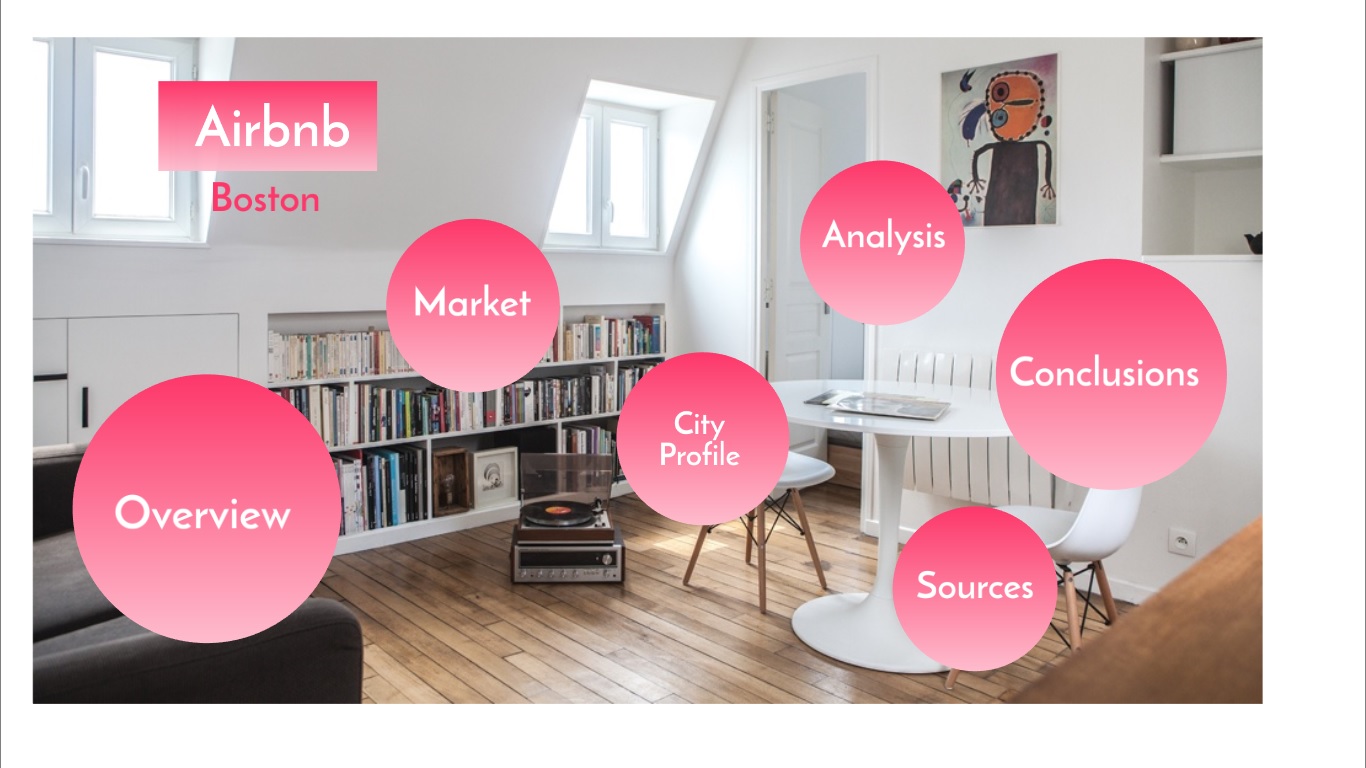 Airbnb
Boston
Overview
Market
City
Profile
Analysis
Conclusions
Sources